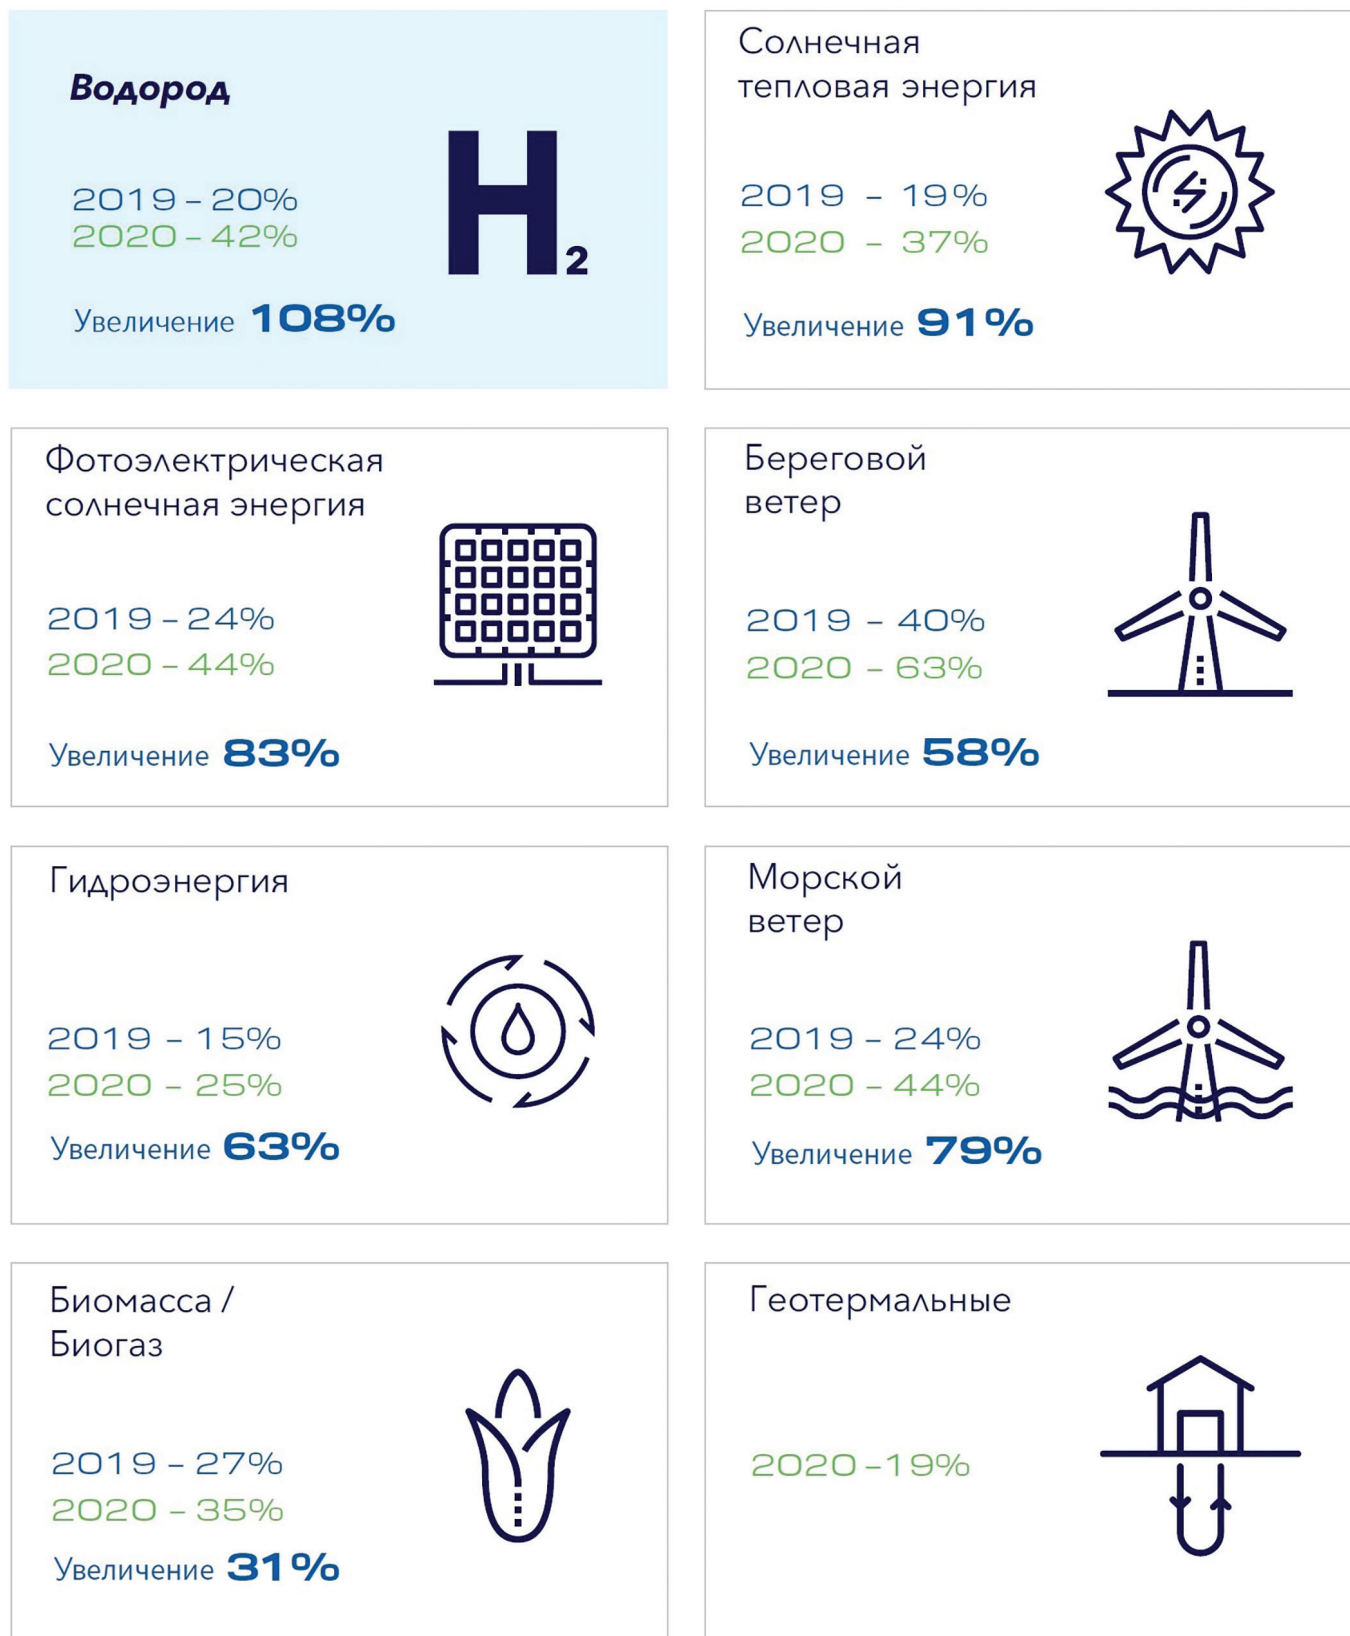 Водород
2019 – 20%
2020 – 42%
Увеличение 108%
H2
Солнечная
тепловая энергия
2019 – 19%
2020 – 37%
Увеличение 91%
Фотоэлектрическая
солнечная энергия
2019 – 24%
2020 – 44%
Увеличение 83%
Береговой
ветер
2019 – 40%
2020 – 63%
Увеличение 58%
Гидроэнергия
2019 – 15%
2020 – 25%
Увеличение 63%
Морской
ветер
2019 – 24%
2020 – 44%
Увеличение 79%
Биомасса /
Биогаз
2019 – 27%
2020 – 35%
Увеличение 31%
Геотермальные
2020 – 19%